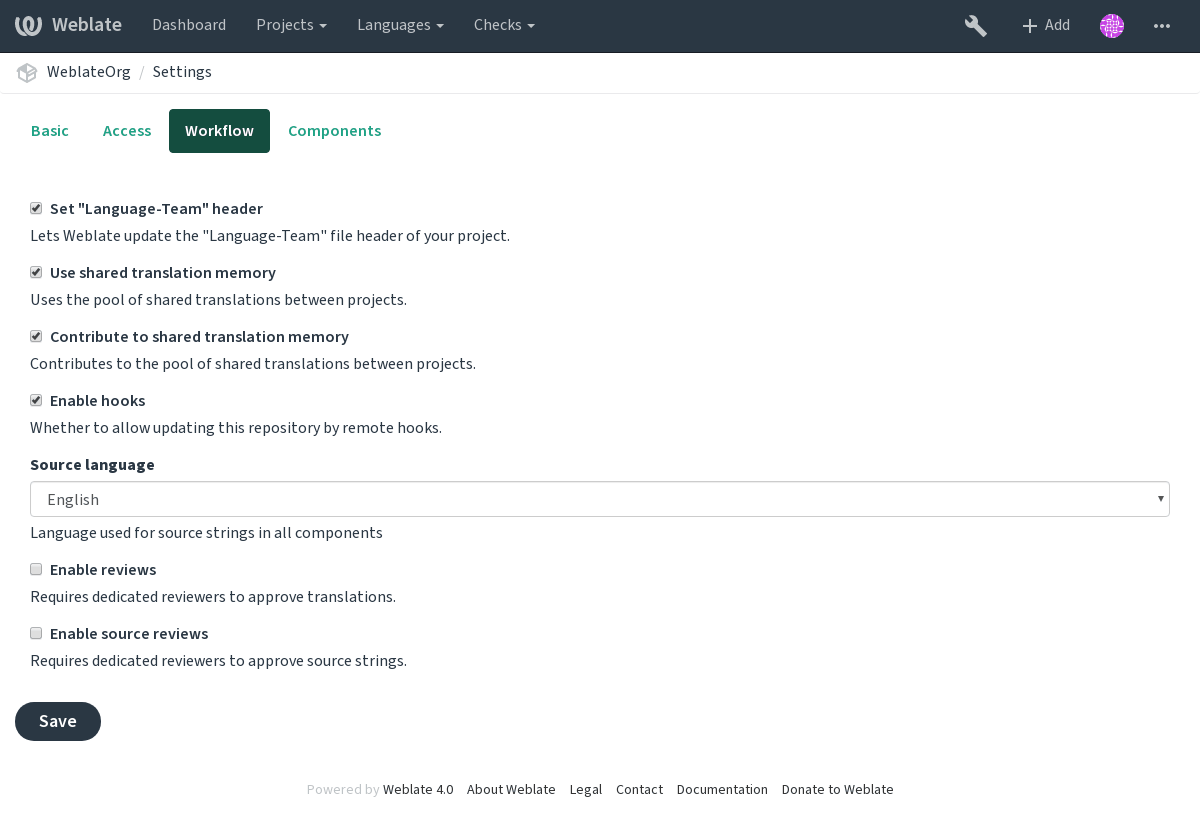 Weblate Dashboard Projects Languages Checks Add
WeblateOrg / Settings
Basic Access Workflow Components
Set "Language-Team" header
Lets Weblate update the "Language-Team" file header of your project.
Use shared translation memory
Uses the pool of shared translations between projects.
Contribute to shared translation memory
Contributes to the pool of shared translations between projects.
Enable hooks
Whether to allow updating this repository by remote hooks.
Source language
English
Language used for source strings in all components
Enable reviews
Requires dedicated reviewers to approve translations.
Enable source reviews
Requires dedicated reviewers to approve source strings.
Save
Powered by Weblate 4.0 About Weblate Legal Contact Documentation Donate to Weblate